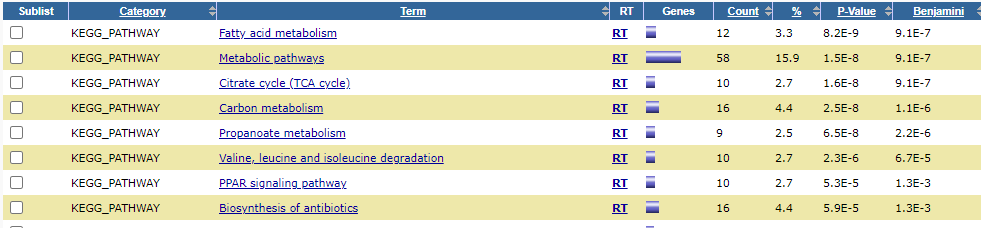 Sublist Category Term RT Genes Count % P-Value Benjamini
KEGG_PATHWAY Fatty acid metabolism RT 12 3.3 8.2E-9 9.1E-7
KEGG_PATHWAY Metabolic pathways RT 58 15.9 1.5E-8 9.1E-7
KEGG_PATHWAY Citrate cycle (TCA cycle) RT 10 2.7 1.6E-8 9.1E-7
KEGG_PATHWAY Carbon metabolism RT 16 4.4 2.5E-8 1.1E-6
KEGG_PATHWAY Propanoate metabolism RT 9 2.5 6.5E-8 2.2E-6
KEGG_PATHWAY Valine, leucine and isoleucine degradation RT 10 2.7 2.3E-6 6.7E-5
KEGG_PATHWAY PPAR signaling pathway RT 10 2.7 5.3E-5 1.3E-3
KEGG_PATHWAY Biosynthesis of antibiotics RT 16 4.4 5.9E-5 1.3E-3